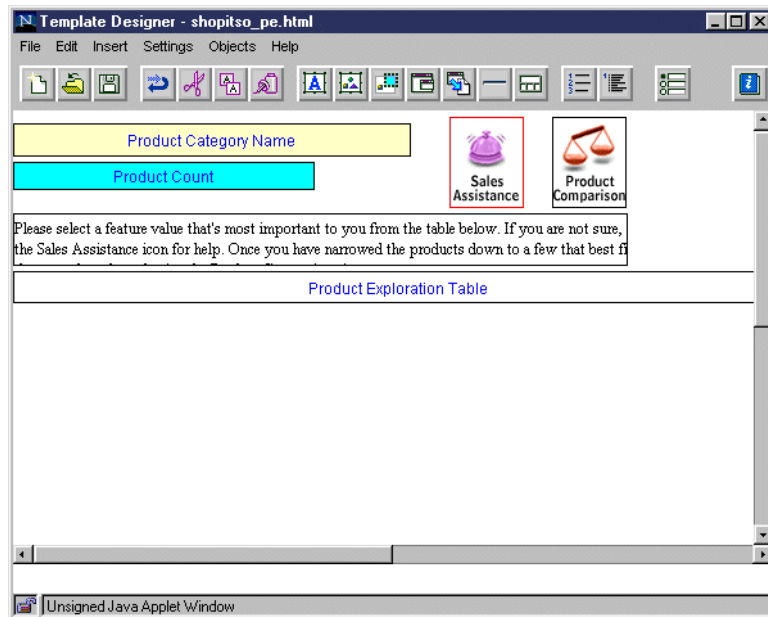 Template Designer - shopitso_pe.html
File Edit Insert Settings Objects Help
Product Category Name
Product Count
Sales
Assistance
Product
Comparison
Please select a feature value that's most important to you from the table below. If you are not sure,
the Sales Assistance icon for help. Once you have narrowed the products down to a few that best fi
Product Exploration Table
Unsigned Java Applet Window